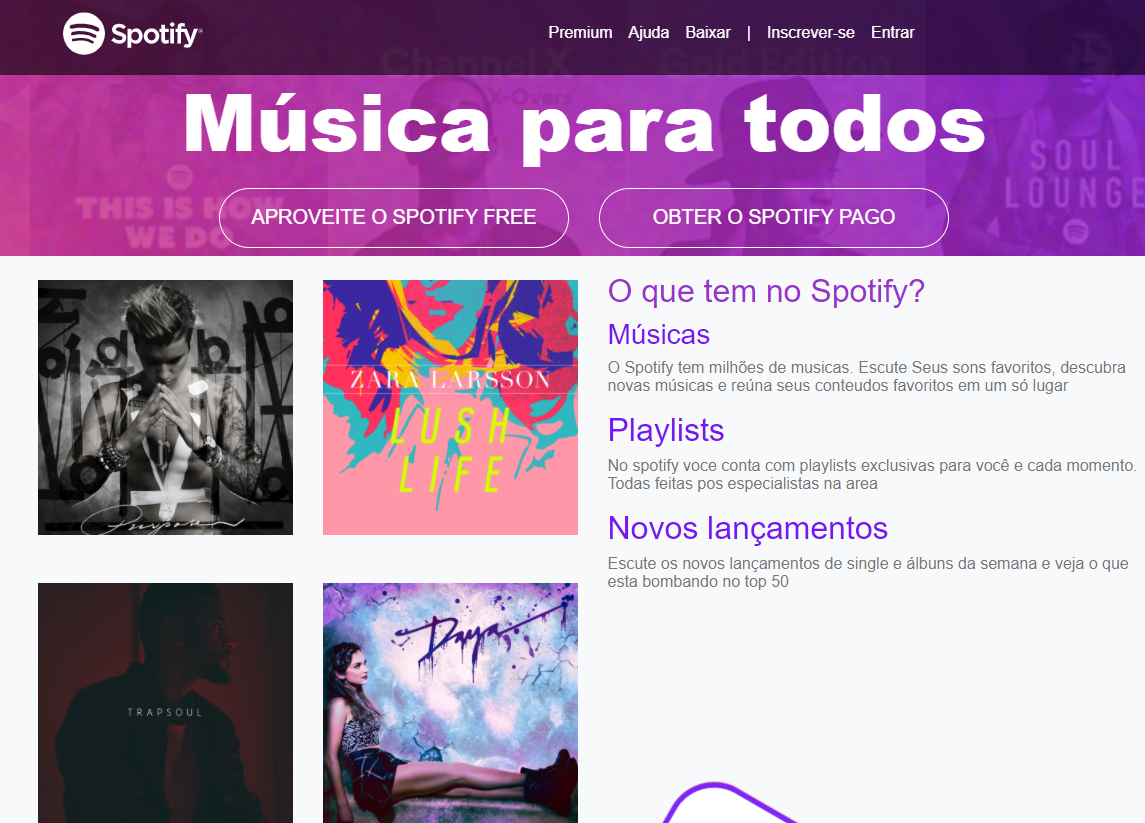 Spotify
Premium Ajuda Baixar | Inscrever-se Entrar
Channel X
Gold Edition
X-Overs
Música para todos
SOUL
LOUNGE
THIS IS NOW
WE DO
APROVEITE O SPOTIFY FREE
OBTER O SPOTIFY PAGO
O que tem no Spotify?
Músicas
O Spotify tem milhões de musicas. Escute Seus sons favoritos, descubra
novas músicas e reúna seus conteudos favoritos em um só lugar
Playlists
No spotify voce conta com playlists exclusivas para você e cada momento.
Todas feitas pos especialistas na area
Novos lançamentos
Escute os novos lançamentos de single e álbuns da semana e veja o que
esta bombando no top 50
Purpose
ZARA LARSSON
LUSH
LIFE
TRAPSOUL
Daya